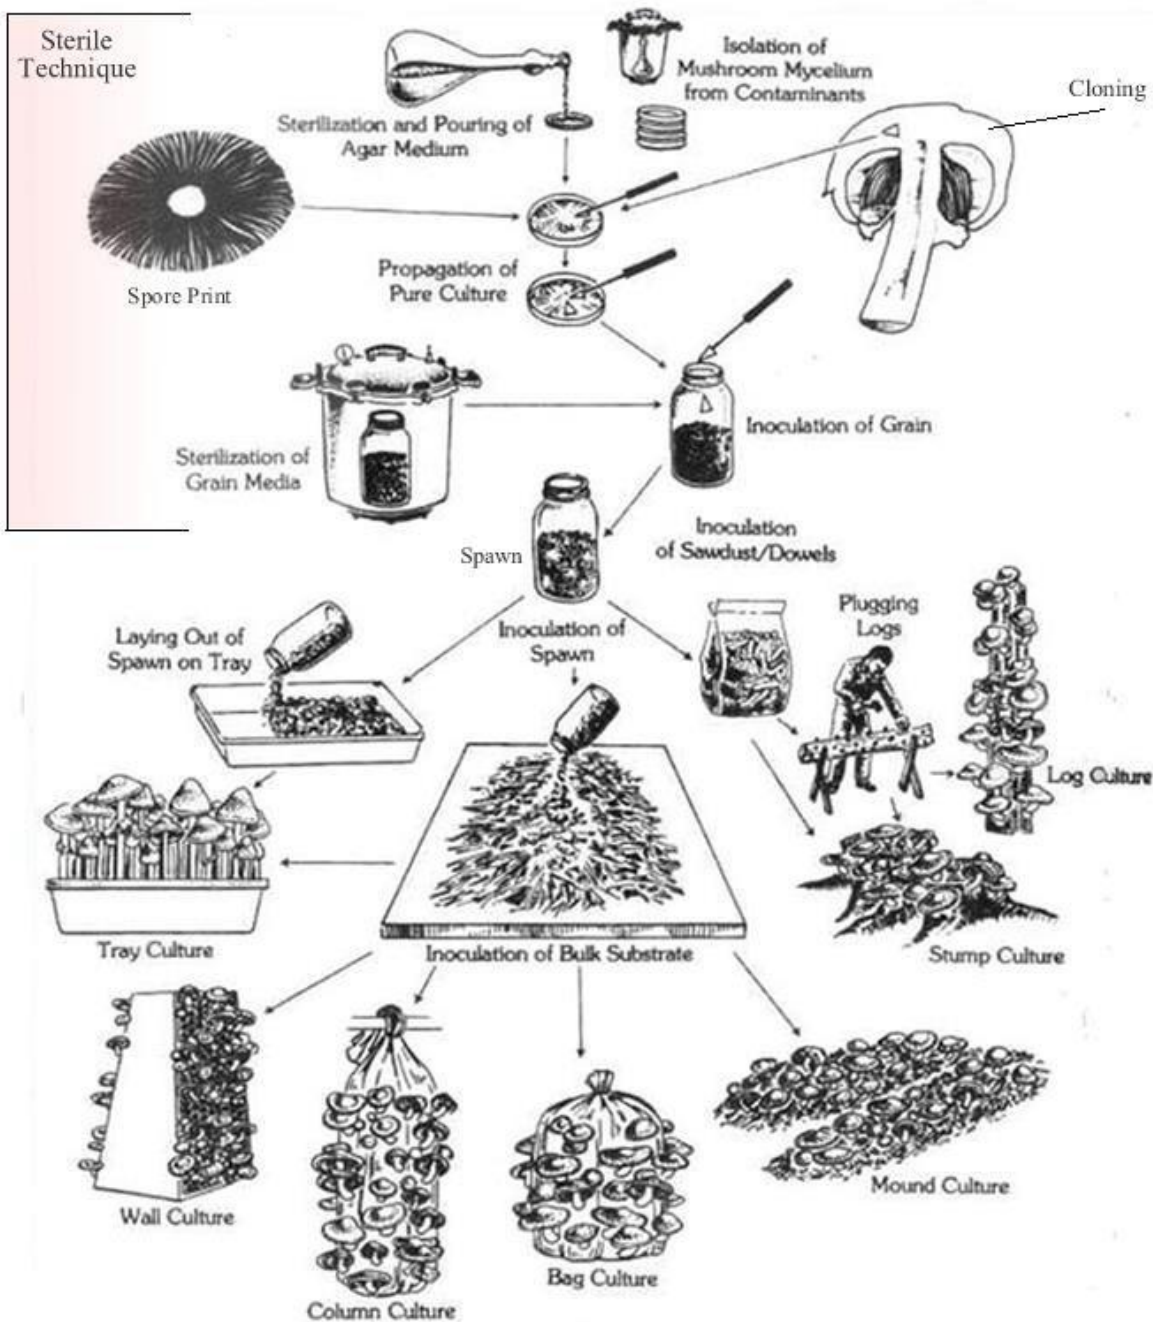 Sterile
Technique
Isolation of
Mushroom Mycelium
from Contaminants
Cloning
Sterilization and Pouring of
Agar Medium
Spore Print
Propagation of
Pure Culture
Inoculation of Grain
Sterilization of
Grain Media
Inoculation
of Sawdust/Dowels
Spawn
Plugging
Logs
Laying Out of
Spawn on Tray
Inoculation of
Spawn
Log Culture
Tray Culture
Inoculation of Bulk Substrate
Stump Culture
Wall Culture
Mound Culture
Bag Culture
Column Culture